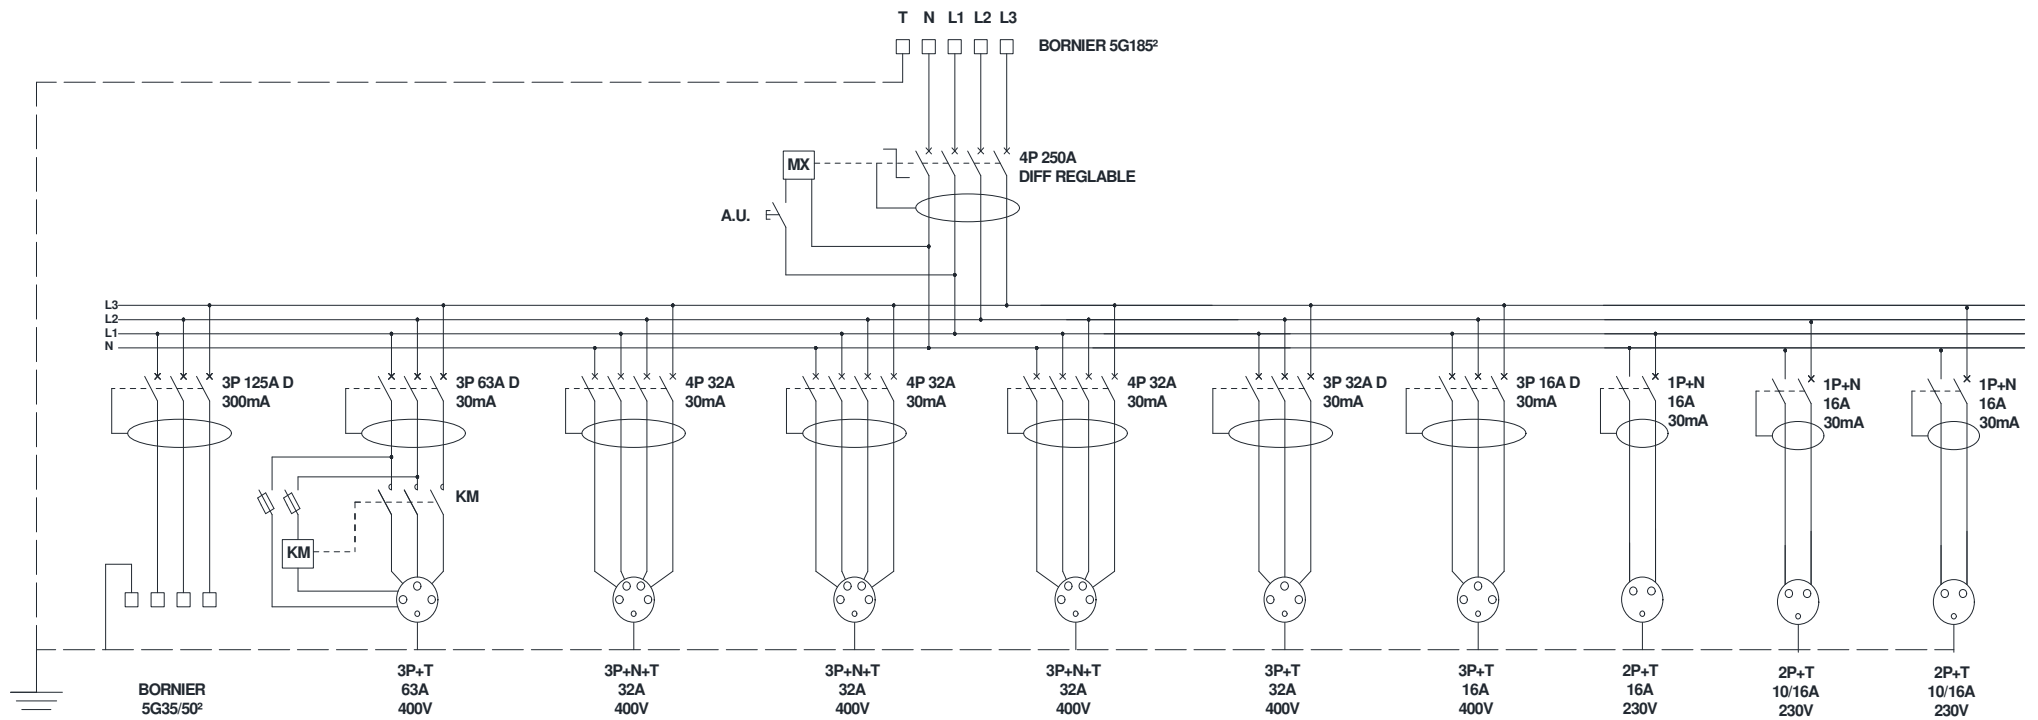 T N L1 L2 L3
BORNIER 5G185²
MX
4P 250A
DIFF REGLABLE
A.U.
L3
L2
L1
N
3P 125A D
300mA
3P 63A D
30mA
4P 32A
30mA
4P 32A
30mA
4P 32A
30mA
3P 32A D
30mA
3P 16A D
30mA
1P+N
16A
30mA
1P+N
16A
30mA
1P+N
16A
30mA
KM
KM
BORNIER
5G35/50²
3P+T
63A
400V
3P+N+T
32A
400V
3P+N+T
32A
400V
3P+N+T
32A
400V
3P+T
32A
400V
3P+T
16A
400V
2P+T
16A
230V
2P+T
10/16A
230V
2P+T
10/16A
230V